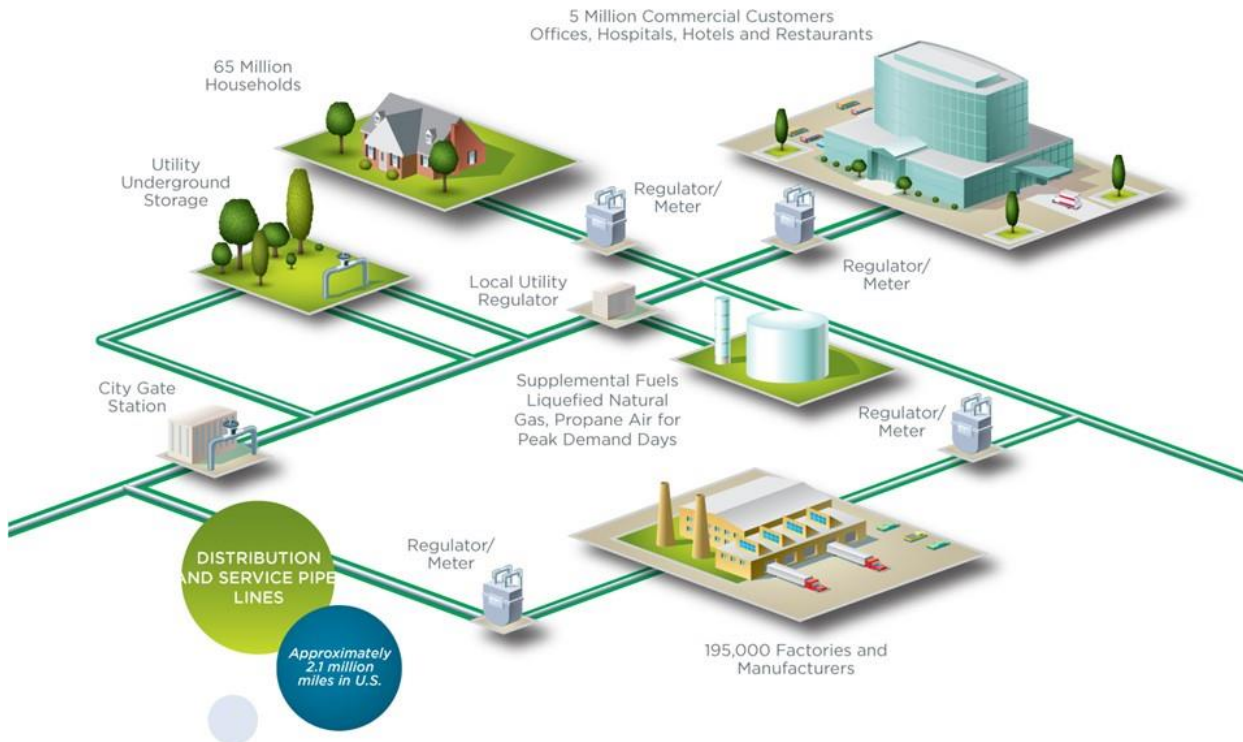 5 Million Commercial Customers
Offices, Hospitals, Hotels and Restaurants
65 Million
Households
Utility
Underground
Storage
Regulator/
Meter
Regulator/
Meter
Local Utility
Regulator
City Gate
Station
Supplemental Fuels
Liquefied Natural
Gas, Propane Air for
Peak Demand Days
Regulator/
Meter
DISTRIBUTION
AND SERVICE PIPE
LINES
Regulator/
Meter
Approximately
2.1 million
miles in U.S.
195,000 Factories and
Manufacturers